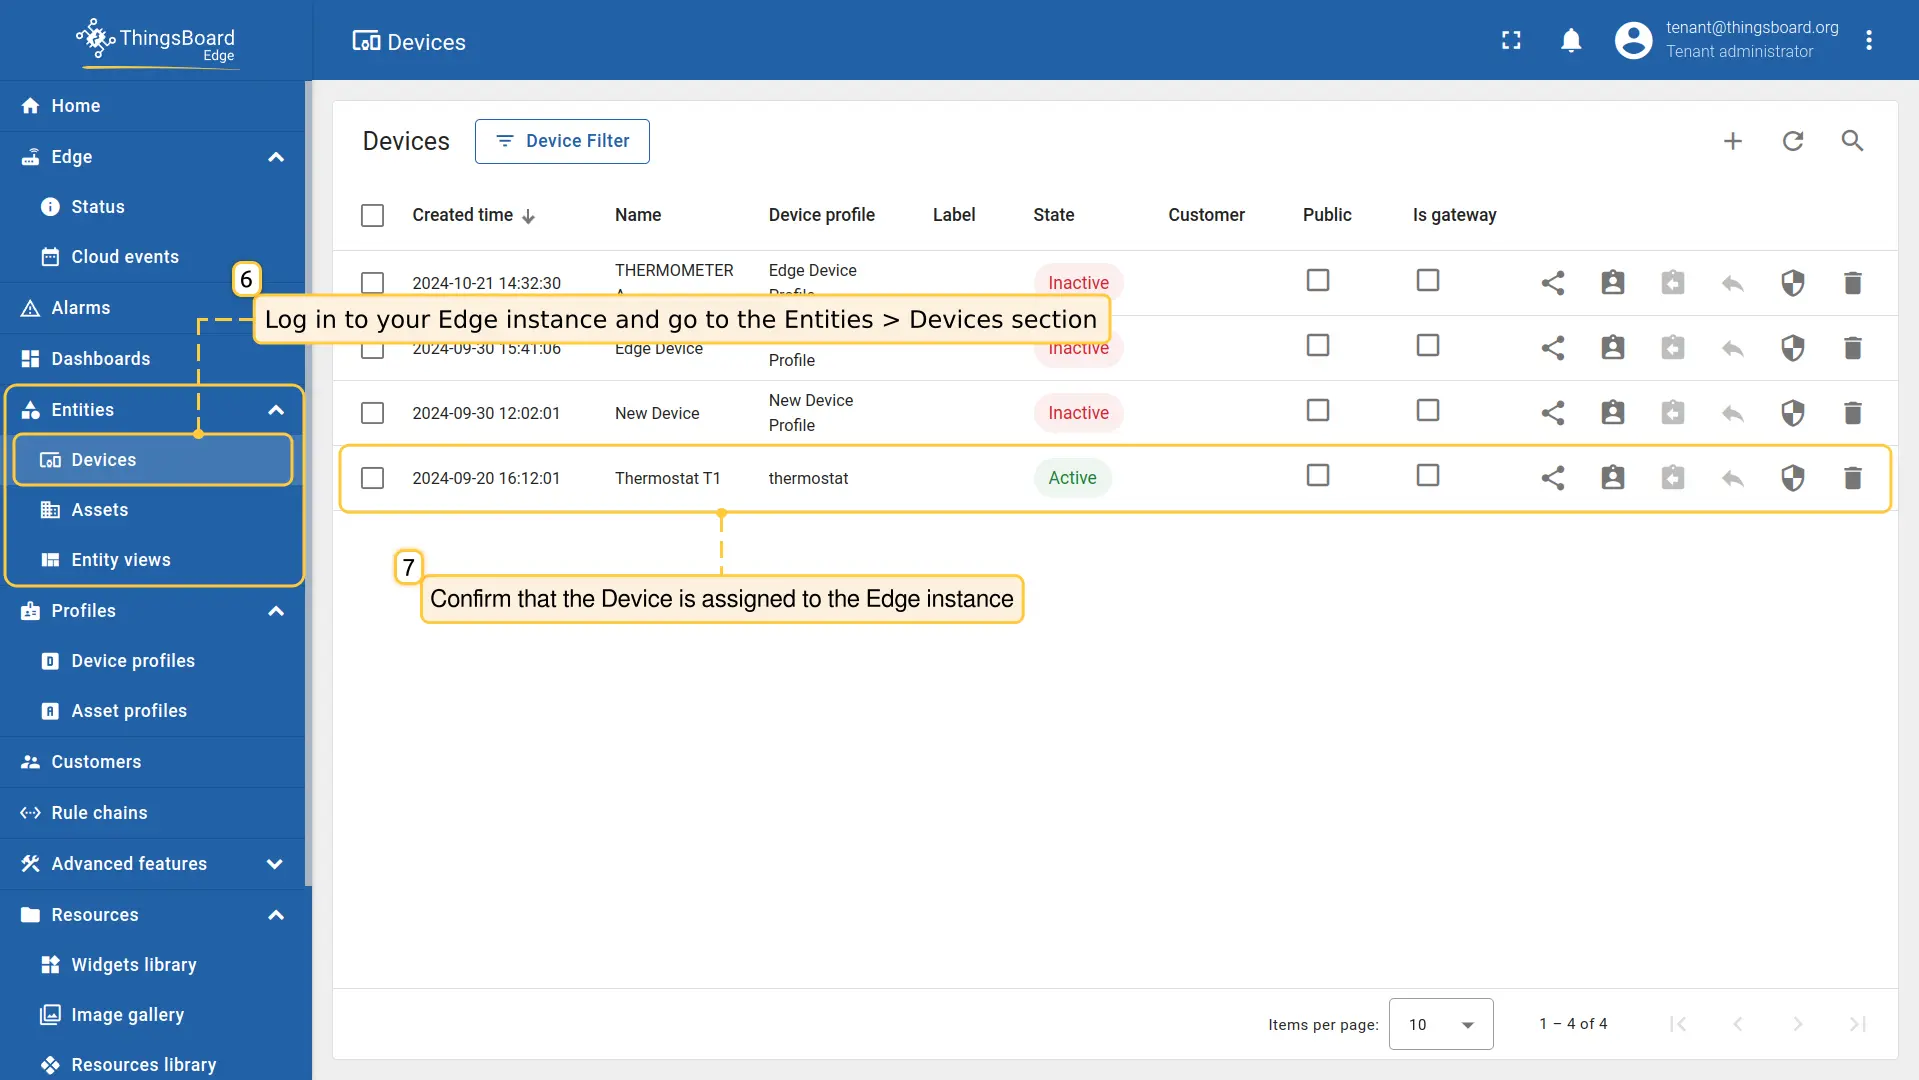 ThingsBoard
Edge
Devices
tenant@thingsboard.org
Tenant administrator
Home
Edge
Status
Cloud events
Alarms
Dashboards
Entities
Devices
Assets
Entity views
Profiles
Device profiles
Asset profiles
Customers
Rule chains
Advanced features
Resources
Widgets library
Image gallery
Resources library
Devices
Device Filter
Created time Name Device profile Label State Customer Public Is gateway
2024-10-21 14:32:30 THERMOMETER Edge Device Profile Inactive
6
Log in to your Edge instance and go to the Entities > Devices section
2024-09-30 15:41:06 Edge Device Profile Inactive
2024-09-30 12:02:01 New Device New Device Profile Inactive
2024-09-20 16:12:01 Thermostat T1 thermostat Active
7
Confirm that the Device is assigned to the Edge instance
Items per page: 10 1 – 4 of 4